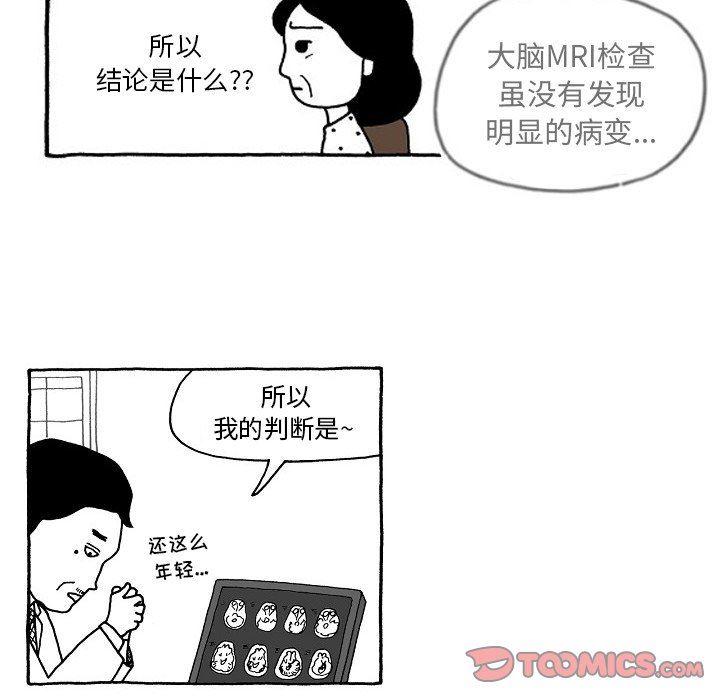 所以
结论是什么??
大脑MRI检查
虽没有发现
明显的病变...
所以
我的判断是~
还这么
年轻...
TOOMICS.COM